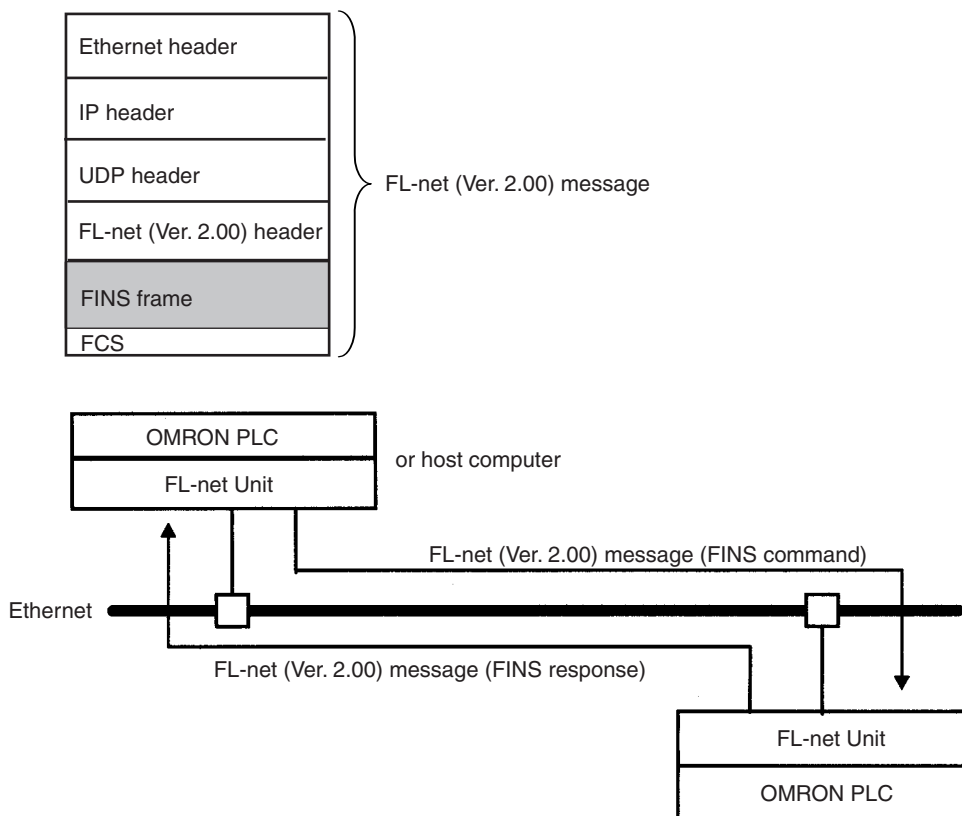 Ethernet header
IP header
UDP header
FL-net (Ver. 2.00) header
FINS frame
FCS
FL-net (Ver. 2.00) message
OMRON PLC
FL-net Unit
or host computer
FL-net (Ver. 2.00) message (FINS command)
Ethernet
FL-net (Ver. 2.00) message (FINS response)
FL-net Unit
OMRON PLC